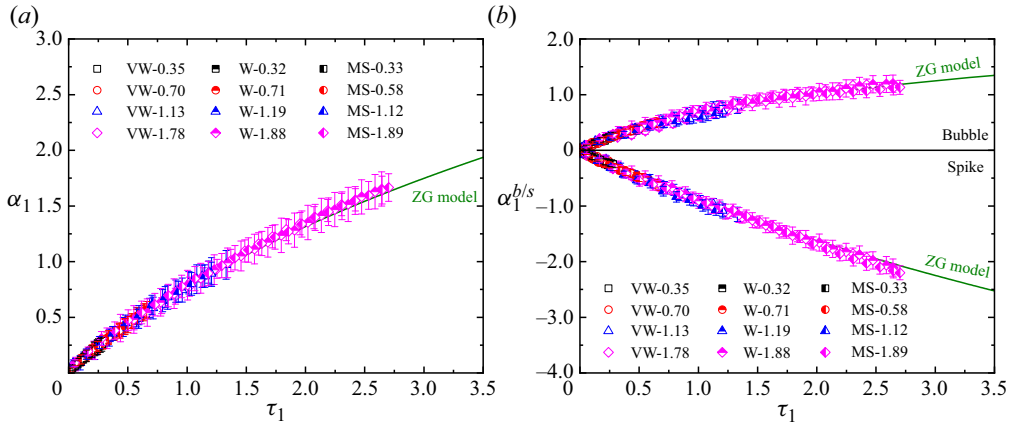 (a)
3.0
2.5
2.0
α1 1.5
1.0
0.5
0 0.5 1.0 1.5 2.0 2.5 3.0 3.5
τ1
VW-0.35 W-0.32 MS-0.33
VW-0.70 W-0.71 MS-0.58
VW-1.13 W-1.19 MS-1.12
VW-1.78 W-1.88 MS-1.89
ZG model
(b)
2.0
1.0
0
−1.0
−2.0
−3.0
−4.0
α1^b/s
ZG model
Bubble
Spike
ZG model
VW-0.35 W-0.32 MS-0.33
VW-0.70 W-0.71 MS-0.58
VW-1.13 W-1.19 MS-1.12
VW-1.78 W-1.88 MS-1.89
0 0.5 1.0 1.5 2.0 2.5 3.0 3.5
τ1